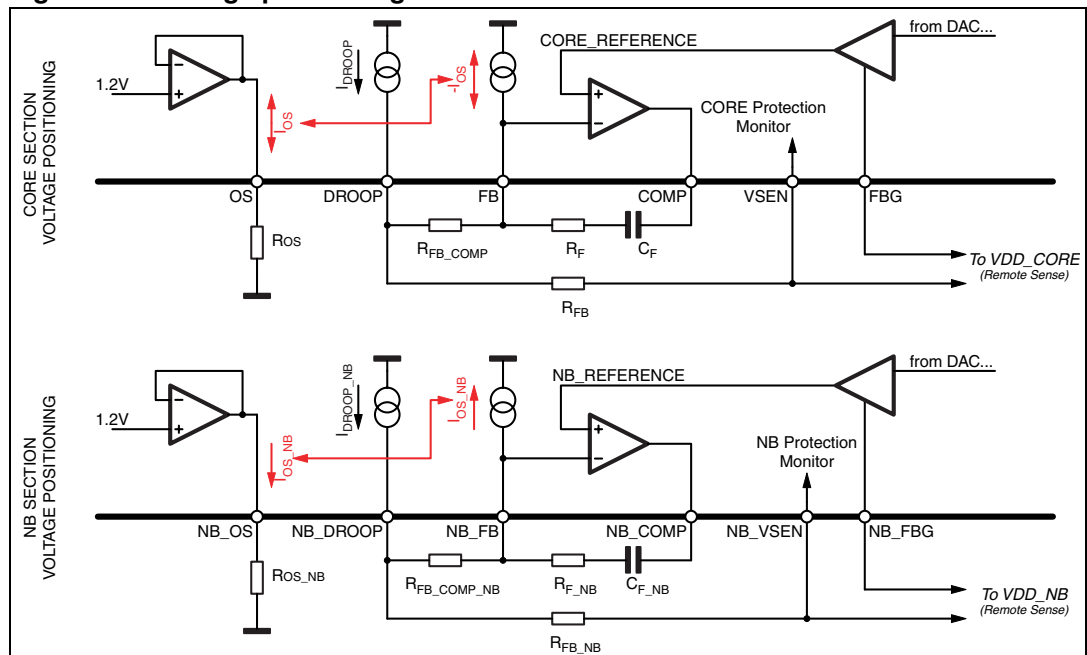 CORE SECTION
VOLTAGE POSITIONING
1.2V
IOS
IDROOP
-IOS
CORE_REFERENCE
from DAC...
CORE Protection
Monitor
OS
DROOP
FB
COMP
VSEN
FBG
ROS
RFB_COMP
RF
CF
RFB
To VDD_CORE
(Remote Sense)
NB SECTION
VOLTAGE POSITIONING
1.2V
IOS_NB
IDROOP_NB
IOS_NB
NB_REFERENCE
from DAC...
NB Protection
Monitor
NB_OS
NB_DROOP
NB_FB
NB_COMP
NB_VSEN
NB_FBG
ROS_NB
RFB_COMP_NB
RF_NB
CF_NB
RFB_NB
To VDD_NB
(Remote Sense)